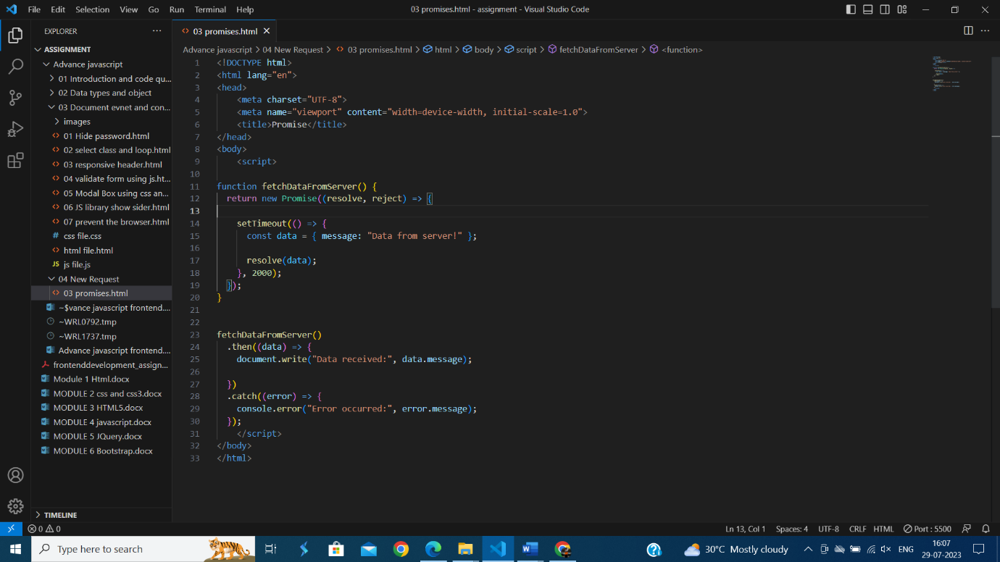 File Edit Selection View Go Run Terminal Help 03 promises.html - assignment - Visual Studio Code
EXPLORER
03 promises.html
ASSIGNMENT
Advance javascript
01 Introduction and code qu...
02 Data types and object
03 Document evnet and con...
images
01 Hide password.html
02 select class and loop.html
03 responsive header.html
04 validate form using js.ht...
05 Modal Box using css an...
06 JS library show sider.html
07 prevent the browser.html
# css file.css
html file.html
JS js file.js
04 New Request
03 promises.html
~$vance javascript frontend....
~WRL0792.tmp
~WRL1737.tmp
Advance javascript frontend....
frontenddevelopment_assign...
Module 1 Html.docx
MODULE 2 css and css3.docx
MODULE 3 HTML5.docx
MODULE 4 javascript.docx
MODULE 5 JQuery.docx
MODULE 6 Bootstrap.docx
TIMELINE
Advance javascript > 04 New Request > 03 promises.html > html > body > script > fetchDataFromServer > <function>
1 <!DOCTYPE html>
2 <html lang="en">
3 <head>
4 <meta charset="UTF-8">
5 <meta name="viewport" content="width=device-width, initial-scale=1.0">
6 <title>Promise</title>
7 </head>
8 <body>
9 <script>
10
11 function fetchDataFromServer() {
12 return new Promise((resolve, reject) => {
13
14 setTimeout(() => {
15 const data = { message: "Data from server!" };
16
17 resolve(data);
18 }, 2000);
19 });
20 }
21
22
23 fetchDataFromServer()
24 .then((data) => {
25 document.write("Data received:", data.message);
26
27 })
28 .catch((error) => {
29 console.error("Error occurred:", error.message);
30 });
31 </script>
32 </body>
33 </html>
0 0 Ln 13, Col 1 Spaces: 4 UTF-8 CRLF HTML Port : 5500
Type here to search 30°C Mostly cloudy ENG 16:07
29-07-2023